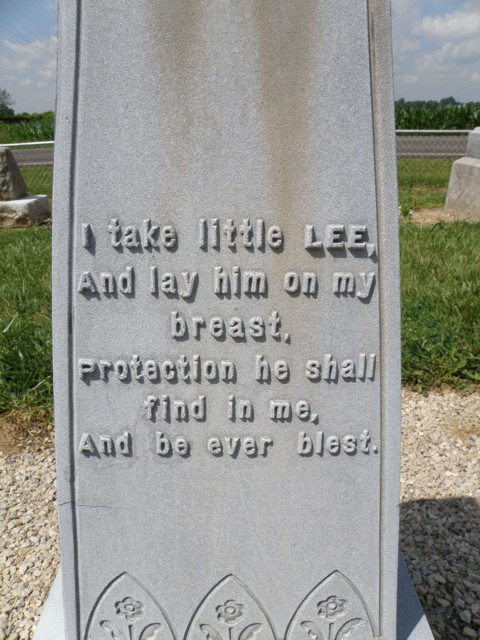 I take little LEE,
And lay him on my
breast,
Protection he shall
find in me,
And be ever blest.